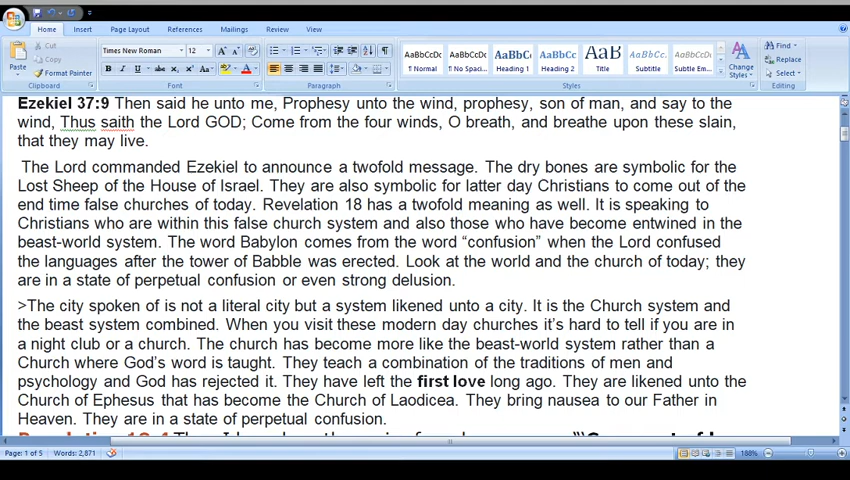 Home Insert Page Layout References Mailings Review View
Paste
Cut
Copy
Format Painter
Clipboard
Times New Roman 12
Font
Paragraph
AaBbCcDc AaBbCcDc AaBbC AaBbCc AaB AaBbCc. AaBbCcDa
¶ Normal ¶ No Spaci... Heading 1 Heading 2 Title Subtitle Subtle Em...
Change Styles
Styles
Find
Replace
Select
Editing
Ezekiel 37:9 Then said he unto me, Prophesy unto the wind, prophesy, son of man, and say to the
wind, Thus saith the Lord GOD; Come from the four winds, O breath, and breathe upon these slain,
that they may live.
The Lord commanded Ezekiel to announce a twofold message. The dry bones are symbolic for the
Lost Sheep of the House of Israel. They are also symbolic for latter day Christians to come out of the
end time false churches of today. Revelation 18 has a twofold meaning as well. It is speaking to
Christians who are within this false church system and also those who have become entwined in the
beast-world system. The word Babylon comes from the word “confusion” when the Lord confused
the languages after the tower of Babble was erected. Look at the world and the church of today; they
are in a state of perpetual confusion or even strong delusion.
>The city spoken of is not a literal city but a system likened unto a city. It is the Church system and
the beast system combined. When you visit these modern day churches it’s hard to tell if you are in
a night club or a church. The church has become more like the beast-world system rather than a
Church where God’s word is taught. They teach a combination of the traditions of men and
psychology and God has rejected it. They have left the first love long ago. They are likened unto the
Church of Ephesus that has become the Church of Laodicea. They bring nausea to our Father in
Heaven. They are in a state of perpetual confusion.
Page: 1 of 5 Words: 2,871 188%